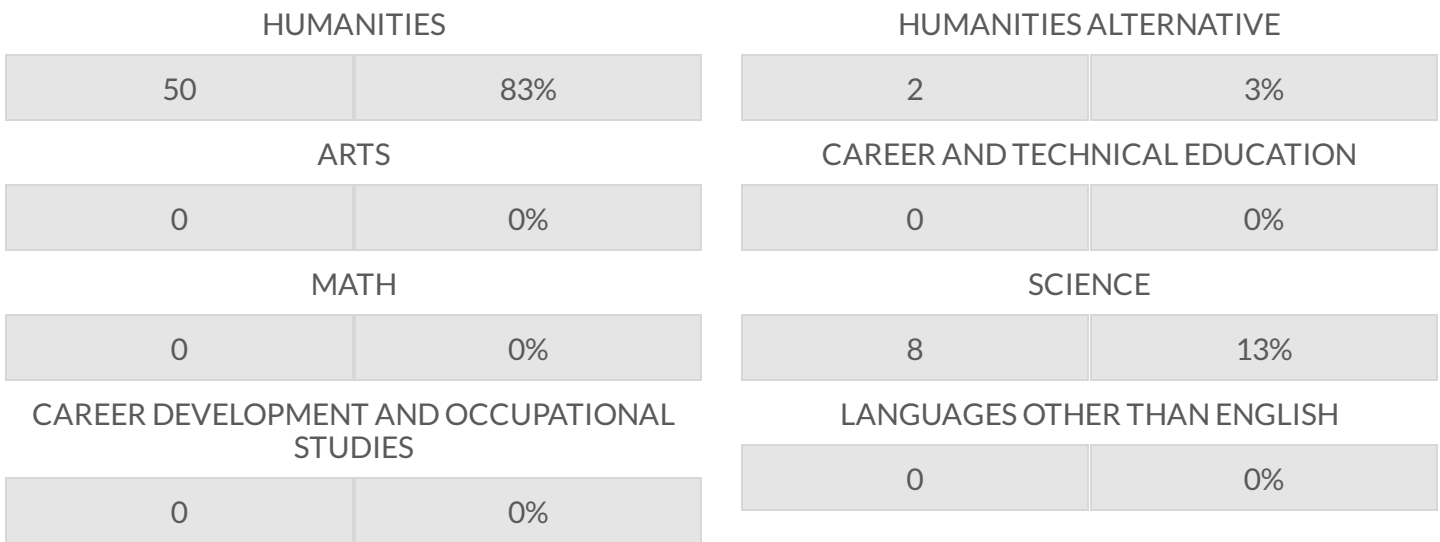 HUMANITIES
50 83%
HUMANITIES ALTERNATIVE
2 3%
ARTS
0 0%
CAREER AND TECHNICAL EDUCATION
0 0%
MATH
0 0%
SCIENCE
8 13%
CAREER DEVELOPMENT AND OCCUPATIONAL
STUDIES
0 0%
LANGUAGES OTHER THAN ENGLISH
0 0%